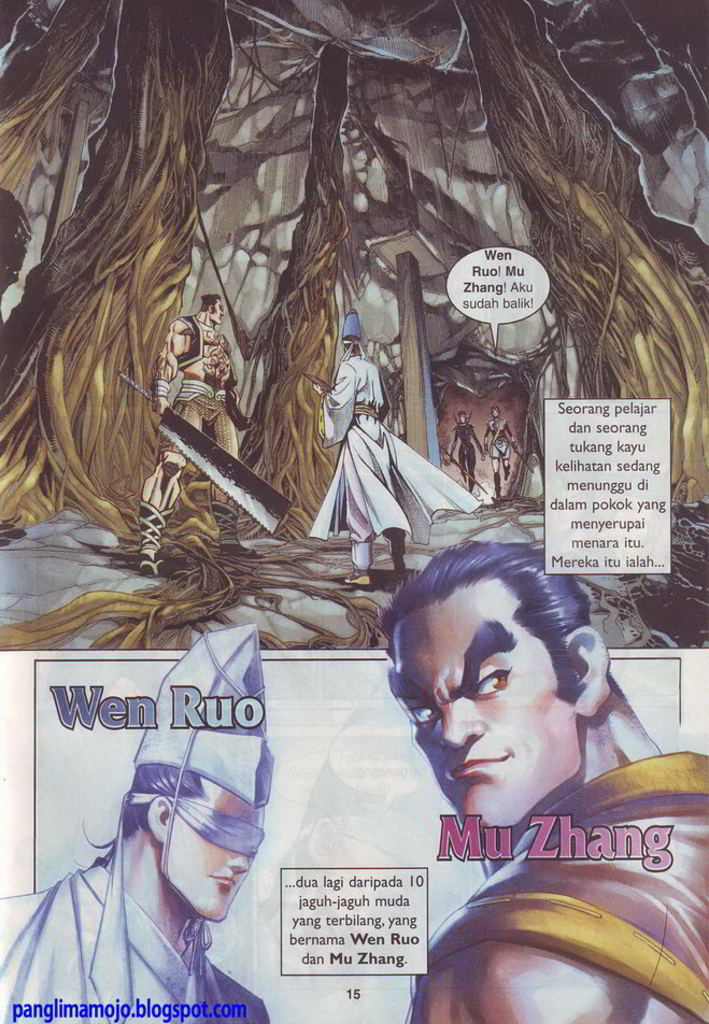 Wen
Ruo! Mu
Zhang! Aku
sudah balik!
Seorang pelajar
dan seorang
tukang kayu
kelihatan sedang
menunggu di
dalam pokok yang
menyerupai
menara itu.
Mereka itu ialah...
Wen Ruo
Mu Zhang
...dua lagi daripada 10
jaguh-jaguh muda
yang terbilang, yang
bernama Wen Ruo
dan Mu Zhang.
15
panglimamojo.blogspot.com